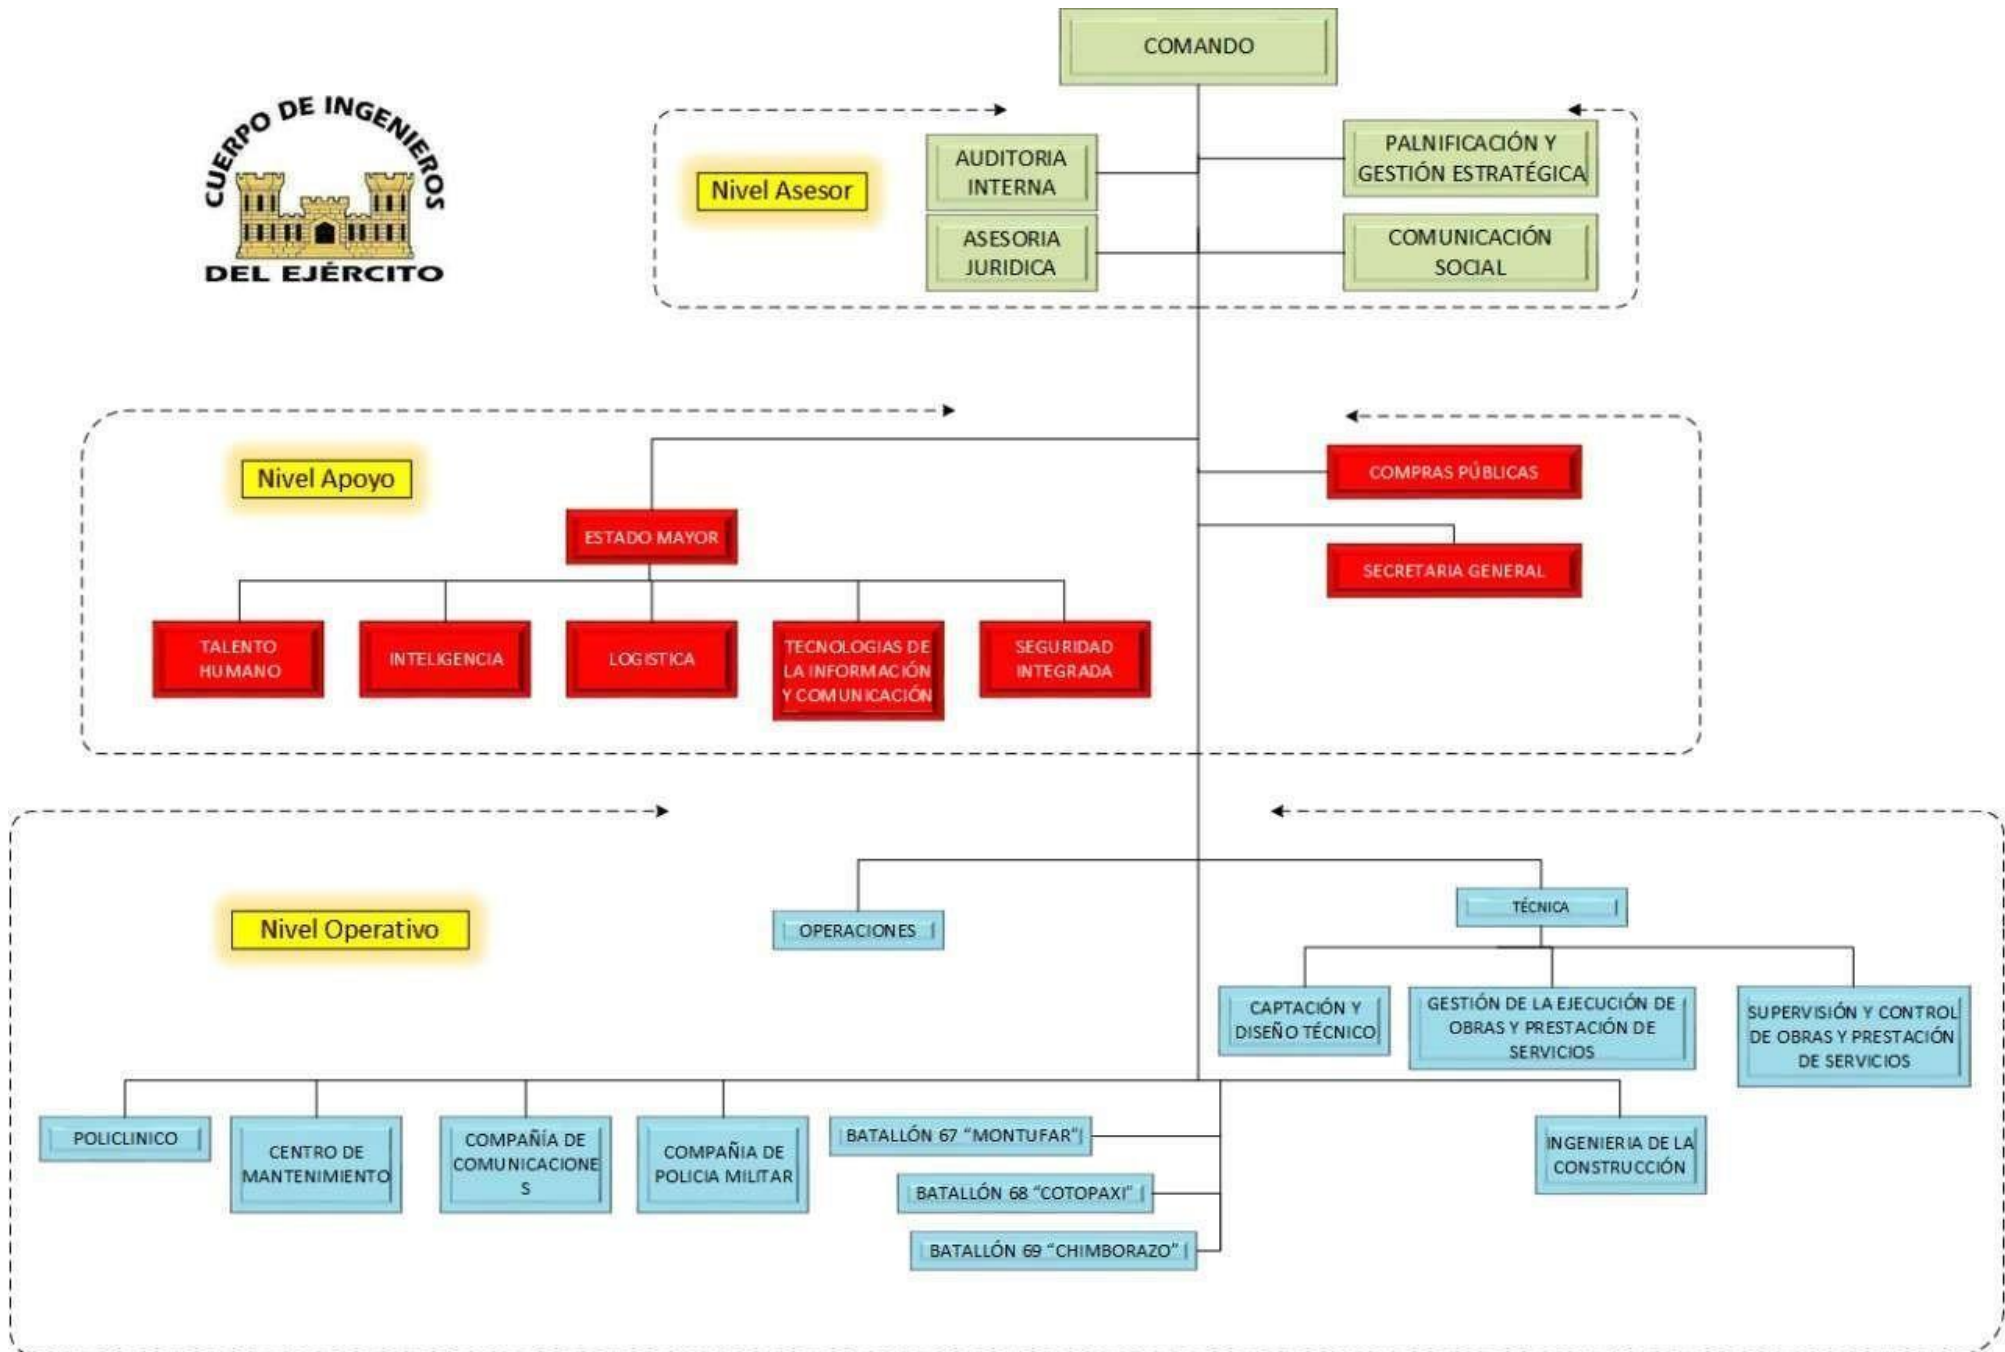 COMANDO
CUERPO DE INGENIEROS
DEL EJÉRCITO
Nivel Asesor
AUDITORIA
INTERNA
PALNIFICACIÓN Y
GESTIÓN ESTRATÉGICA
ASESORIA
JURIDICA
COMUNICACIÓN
SOCIAL
Nivel Apoyo
COMPRAS PÚBLICAS
ESTADO MAYOR
SECRETARIA GENERAL
TALENTO
HUMANO
INTELIGENCIA
LOGISTICA
TECNOLOGIAS DE
LA INFORMACIÓN
Y COMUNICACIÓN
SEGURIDAD
INTEGRADA
Nivel Operativo
OPERACIONES
TÉCNICA
CAPTACIÓN Y
DISEÑO TÉCNICO
GESTIÓN DE LA EJECUCIÓN DE
OBRAS Y PRESTACIÓN DE
SERVICIOS
SUPERVISIÓN Y CONTROL
DE OBRAS Y PRESTACIÓN
DE SERVICIOS
POLICLINICO
CENTRO DE
MANTENIMIENTO
COMPAÑÍA DE
COMUNICACIONE
S
COMPAÑIA DE
POLICIA MILITAR
BATALLÓN 67 “MONTUFAR”
BATALLÓN 68 “COTOPAXI”
BATALLÓN 69 “CHIMBORAZO”
INGENIERIA DE LA
CONSTRUCCIÓN